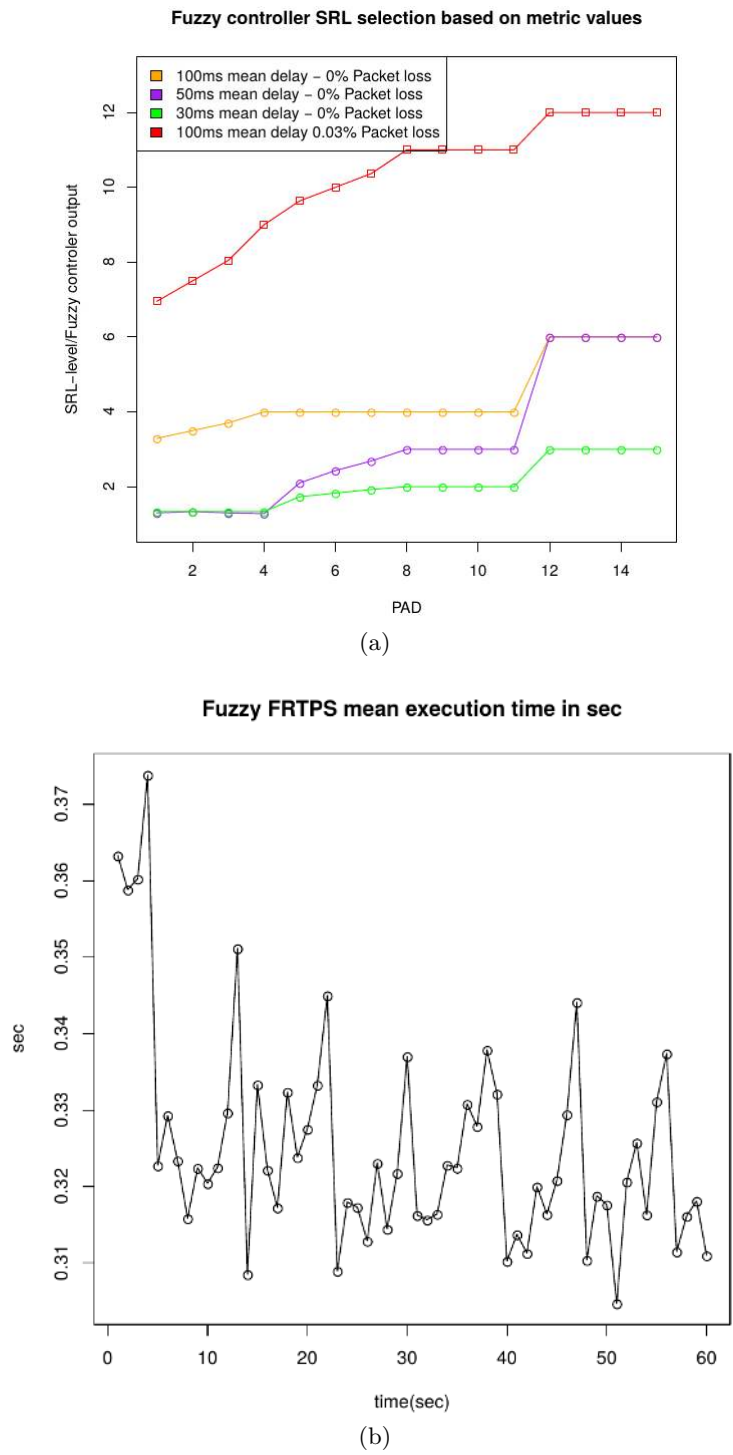 Fuzzy controller SRL selection based on metric values
100ms mean delay − 0% Packet loss
50ms mean delay − 0% Packet loss
30ms mean delay − 0% Packet loss
100ms mean delay 0.03% Packet loss
SRL−level/Fuzzy controler output
12
10
8
6
4
2
2 4 6 8 10 12 14
PAD
(a)
Fuzzy FRTPS mean execution time in sec
sec
0.37
0.36
0.35
0.34
0.33
0.32
0.31
0 10 20 30 40 50 60
time(sec)
(b)